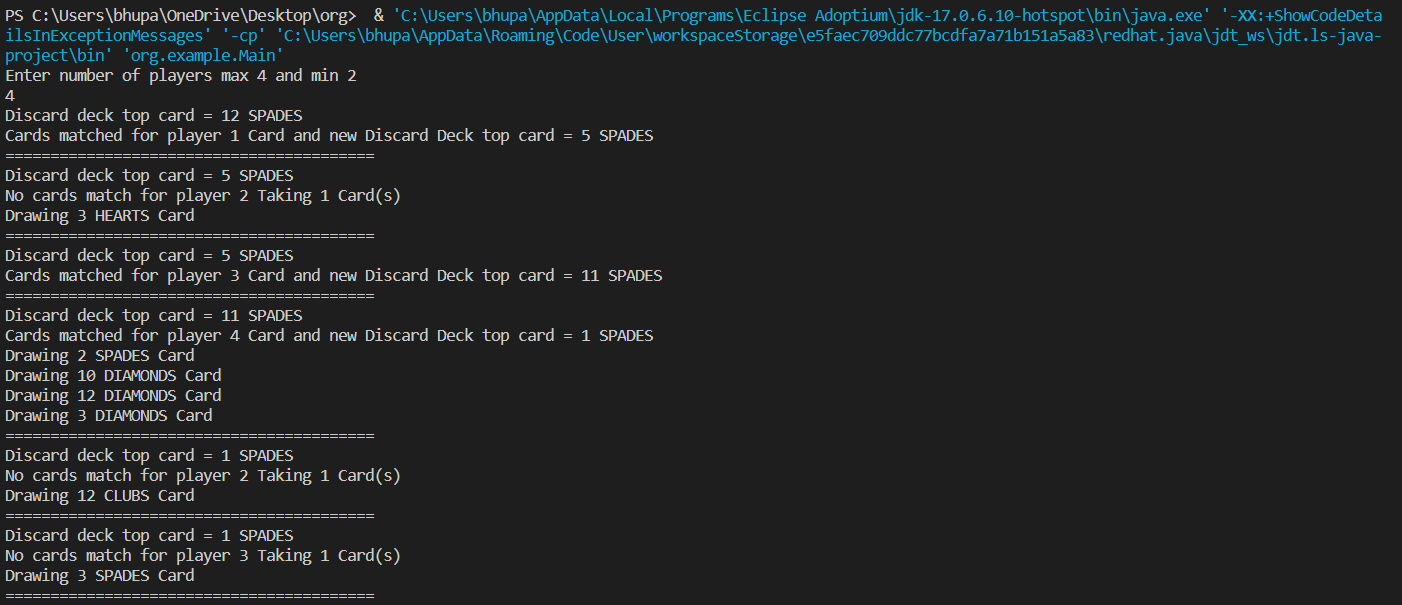 PS C:\Users\bhupa\OneDrive\Desktop\org>  & 'C:\Users\bhupa\AppData\Local\Programs\Eclipse Adoptium\jdk-17.0.6.10-hotspot\bin\java.exe' '-XX:+ShowCodeDeta
ilsInExceptionMessages' '-cp' 'C:\Users\bhupa\AppData\Roaming\Code\User\workspaceStorage\e5faec709ddc77bcdfa7a71b151a5a83\redhat.java\jdt_ws\jdt.ls-java-
project\bin' 'org.example.Main'
Enter number of players max 4 and min 2
4
Discard deck top card = 12 SPADES
Cards matched for player 1 Card and new Discard Deck top card = 5 SPADES
=========================================
Discard deck top card = 5 SPADES
No cards match for player 2 Taking 1 Card(s)
Drawing 3 HEARTS Card
=========================================
Discard deck top card = 5 SPADES
Cards matched for player 3 Card and new Discard Deck top card = 11 SPADES
=========================================
Discard deck top card = 11 SPADES
Cards matched for player 4 Card and new Discard Deck top card = 1 SPADES
Drawing 2 SPADES Card
Drawing 10 DIAMONDS Card
Drawing 12 DIAMONDS Card
Drawing 3 DIAMONDS Card
=========================================
Discard deck top card = 1 SPADES
No cards match for player 2 Taking 1 Card(s)
Drawing 12 CLUBS Card
=========================================
Discard deck top card = 1 SPADES
No cards match for player 3 Taking 1 Card(s)
Drawing 3 SPADES Card
=========================================